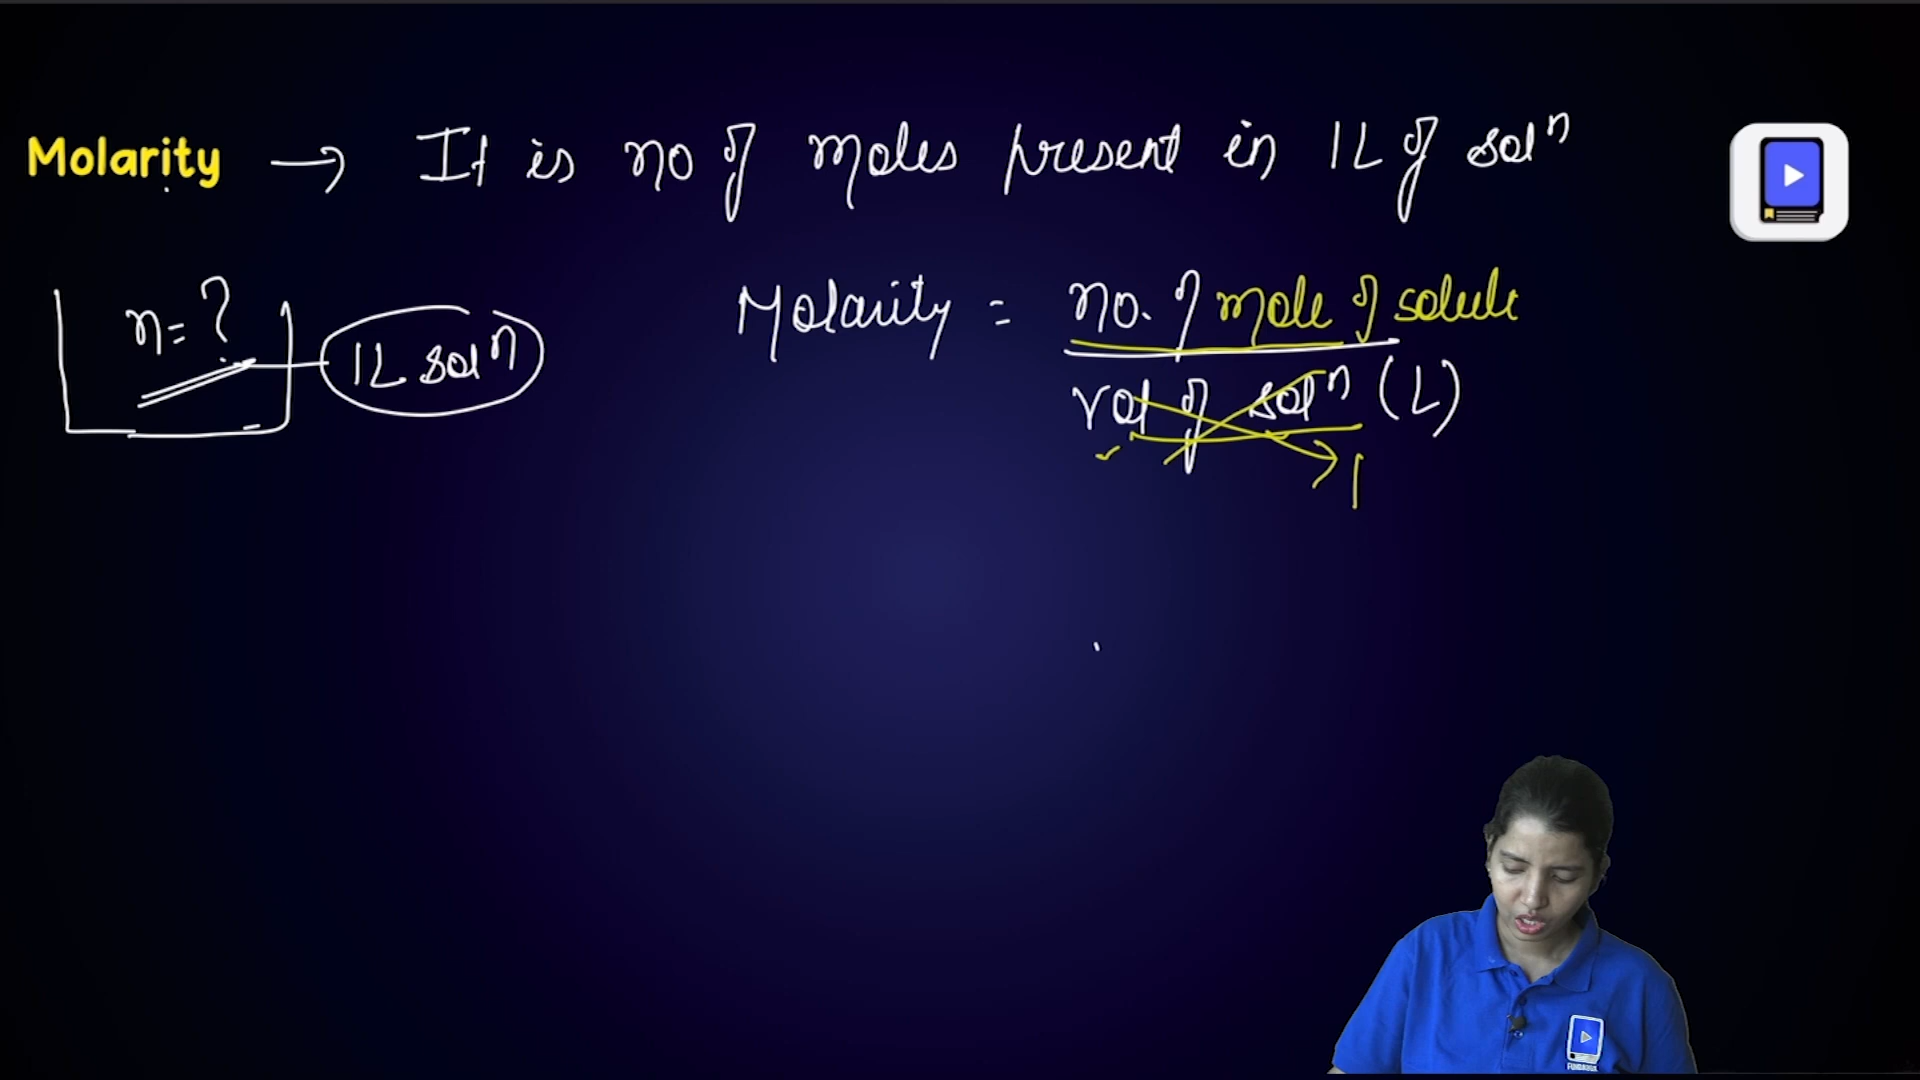 Molarity → It is no of moles present in 1L of solⁿ
n = ?
1L solⁿ
Molarity = no. of mole of solute
vol of solⁿ (L)
1